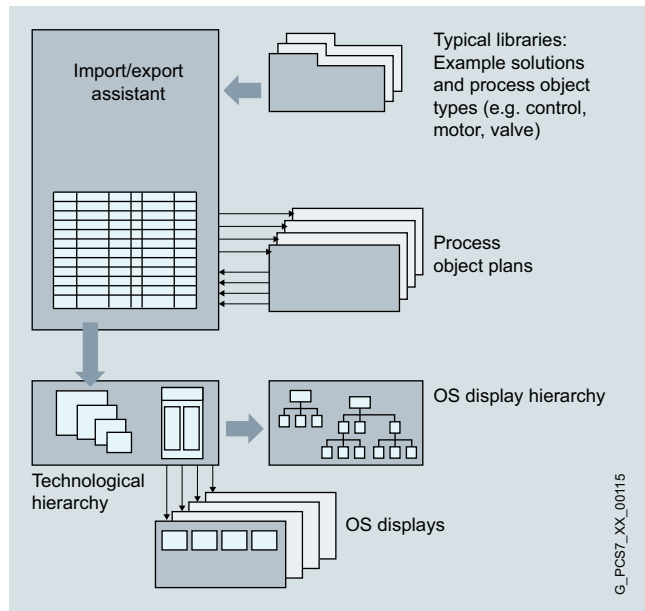 Import/export
assistant
Typical libraries:
Example solutions
and process object
types (e.g. control,
motor, valve)
Process
object plans
OS display hierarchy
Technological
hierarchy
OS displays
G_PCS7_XX_00115